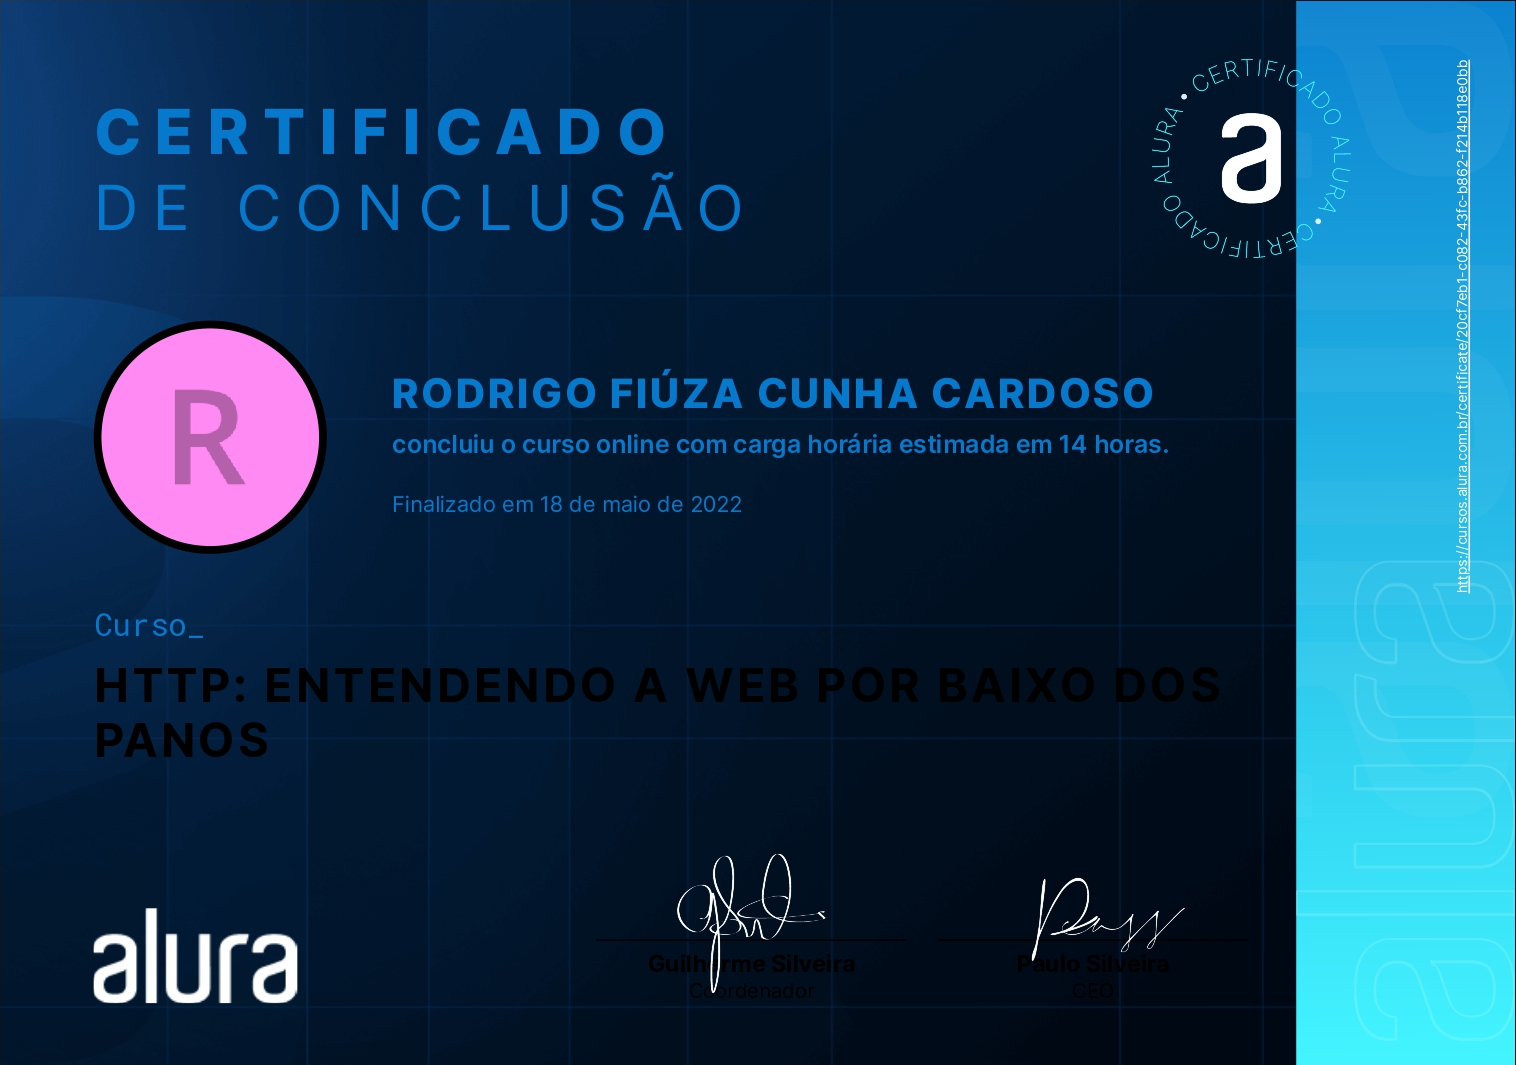 CERTIFICADO
DE CONCLUSÃO
CERTIFICADO ALURA • CERTIFICADO ALURA •
a
https://cursos.alura.com.br/certificate/20cf7eb1-c082-43fc-b862-f214b118e0bb
R
RODRIGO FIÚZA CUNHA CARDOSO
concluiu o curso online com carga horária estimada em 14 horas.
Finalizado em 18 de maio de 2022
Curso_
HTTP: ENTENDENDO A WEB POR BAIXO DOS
PANOS
alura
Guilherme Silveira
Coordenador
Paulo Silveira
CEO
alura